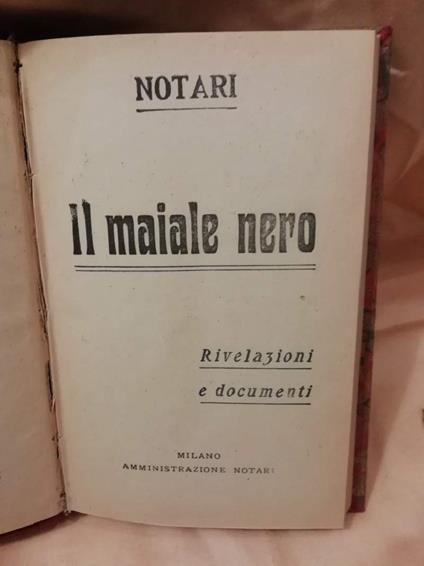 NOTARI
Il maiale nero
Rivelazioni
e documenti
MILANO
AMMINISTRAZIONE NOTARI